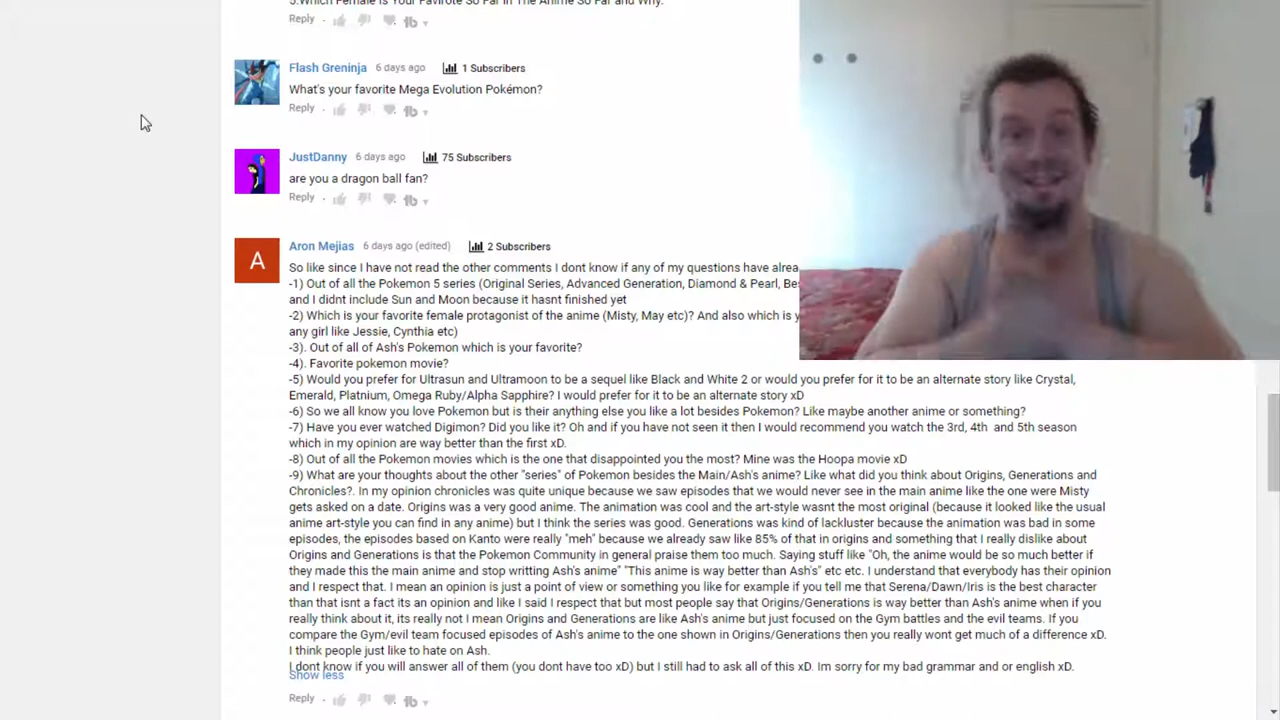 5.Which Female Is Your Favirote So Far In The Anime So Far and Why.
Reply
Flash Greninja 6 days ago 1 Subscribers
What's your favorite Mega Evolution Pokémon?
Reply
JustDanny 6 days ago 75 Subscribers
are you a dragon ball fan?
Reply
A
Aron Mejias 6 days ago (edited) 2 Subscribers
So like since I have not read the other comments I dont know if any of my questions have
-1) Out of all the Pokemon 5 series (Original Series, Advanced Generation, Diamond & Pearl,
and I didnt include Sun and Moon because it hasnt finished yet
-2) Which is your favorite female protagonist of the anime (Misty, May etc)? And also which is
any girl like Jessie, Cynthia etc)
-3). Out of all of Ash's Pokemon which is your favorite?
-4). Favorite pokemon movie?
-5) Would you prefer for Ultrasun and Ultramoon to be a sequel like Black and White 2 or would you prefer for it to be an alternate story like Crystal,
Emerald, Platnium, Omega Ruby/Alpha Sapphire? I would prefer for it to be an alternate story xD
-6) So we all know you love Pokemon but is their anything else you like a lot besides Pokemon? Like maybe another anime or something?
-7) Have you ever watched Digimon? Did you like it? Oh and if you have not seen it then I would recommend you watch the 3rd, 4th and 5th season
which in my opinion are way better than the first xD.
-8) Out of all the Pokemon movies which is the one that disappointed you the most? Mine was the Hoopa movie xD
-9) What are your thoughts about the other "series" of Pokemon besides the Main/Ash's anime? Like what did you think about Origins, Generations and
Chronicles?. In my opinion chronicles was quite unique because we saw episodes that we would never see in the main anime like the one were Misty
gets asked on a date. Origins was a very good anime. The animation was cool and the art-style wasnt the most original (because it looked like the usual
anime art-style you can find in any anime) but I think the series was good. Generations was kind of lackluster because the animation was bad in some
episodes, the episodes based on Kanto were really "meh" because we already saw like 85% of that in origins and something that I really dislike about
Origins and Generations is that the Pokemon Community in general praise them too much. Saying stuff like "Oh, the anime would be so much better if
they made this the main anime and stop writting Ash's anime" "This anime is way better than Ash's" etc etc. I understand that everybody has their opinion
and I respect that. I mean an opinion is just a point of view or something you like for example if you tell me that Serena/Dawn/Iris is the best character
than that isnt a fact its an opinion and like I said I respect that but most people say that Origins/Generations is way better than Ash's anime when if you
really think about it, its really not I mean Origins and Generations are like Ash's anime but just focused on the Gym battles and the evil teams. If you
compare the Gym/evil team focused episodes of Ash's anime to the one shown in Origins/Generations then you really wont get much of a difference xD.
I think people just like to hate on Ash.
I dont know if you will answer all of them (you dont have too xD) but I still had to ask all of this xD. Im sorry for my bad grammar and or english xD.
Show less
Reply